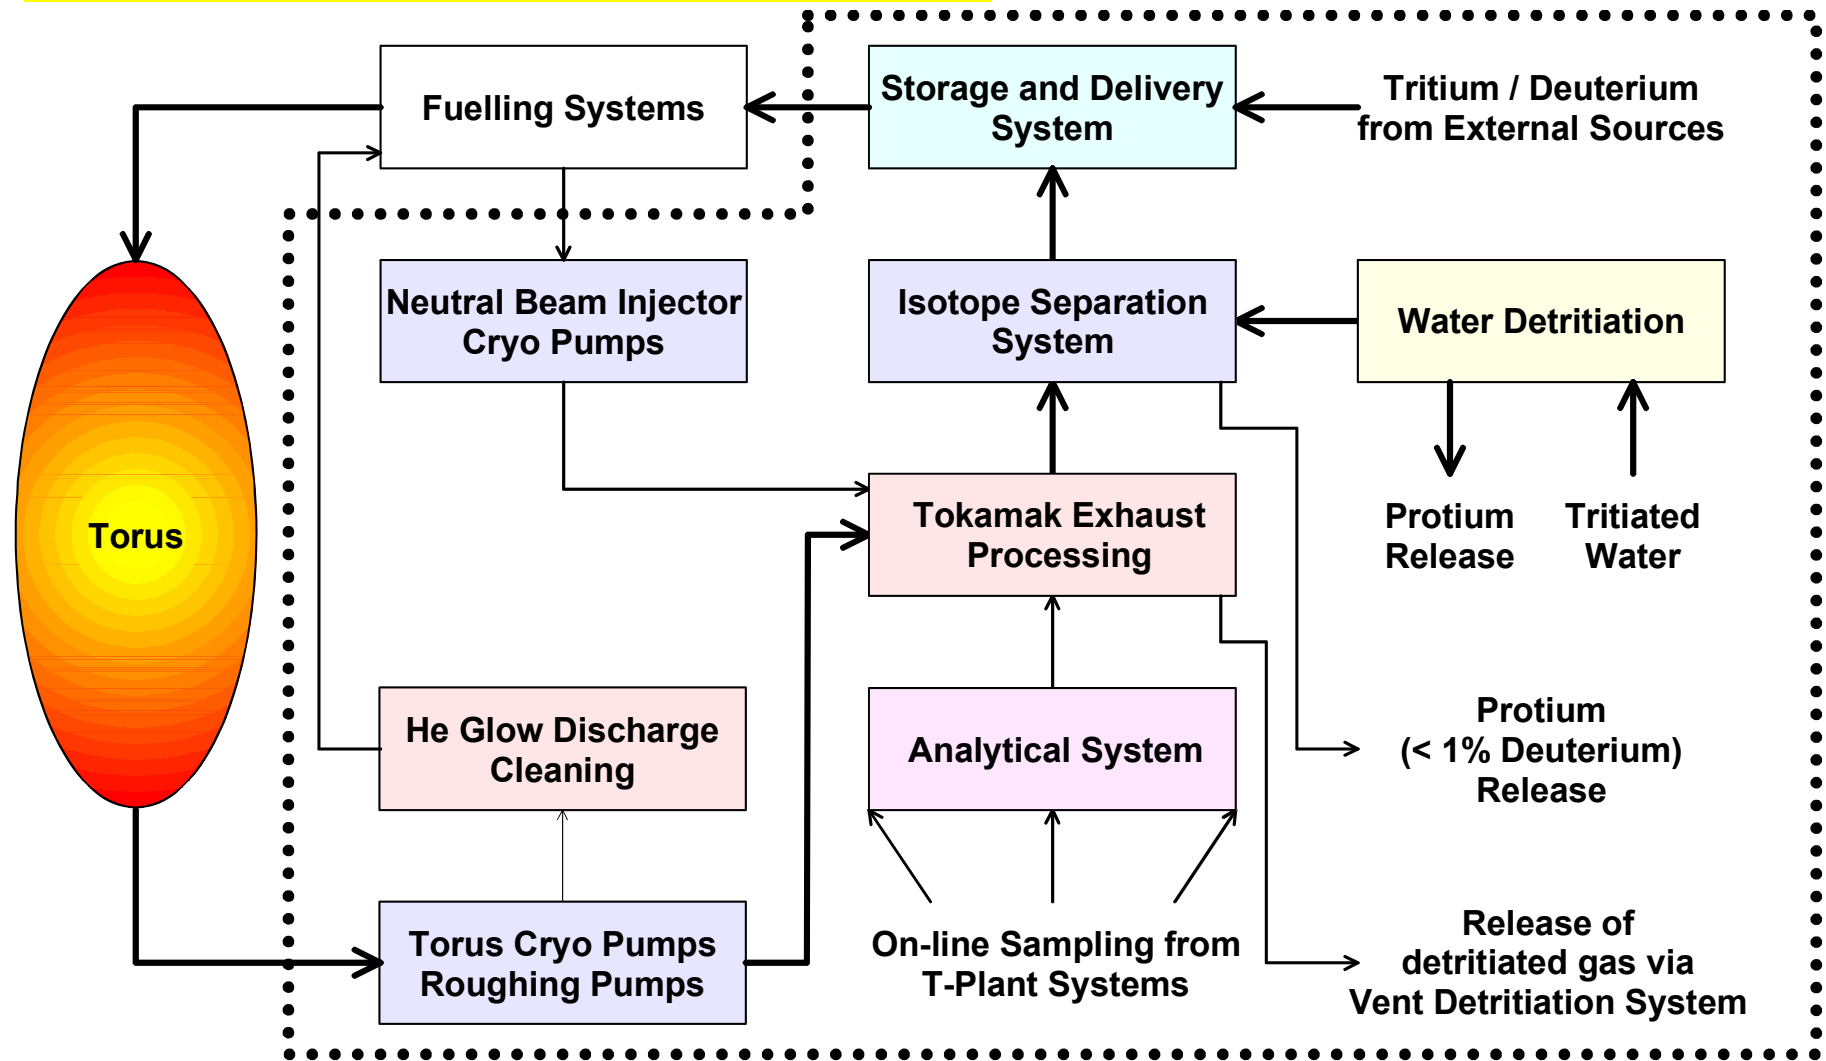 Fuelling Systems
Storage and Delivery
System
Tritium / Deuterium
from External Sources
Neutral Beam Injector
Cryo Pumps
Isotope Separation
System
Water Detritiation
Torus
Tokamak Exhaust
Processing
Protium
Release
Tritiated
Water
He Glow Discharge
Cleaning
Analytical System
Protium
(< 1% Deuterium)
Release
Torus Cryo Pumps
Roughing Pumps
On-line Sampling from
T-Plant Systems
Release of
detritiated gas via
Vent Detritiation System